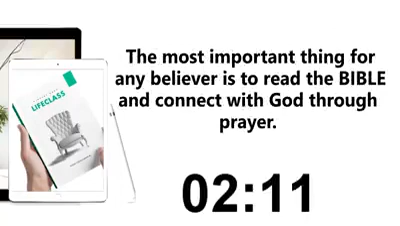 The most important thing for
any believer is to read the BIBLE
and connect with God through
prayer.
LIFECLASS
02:11